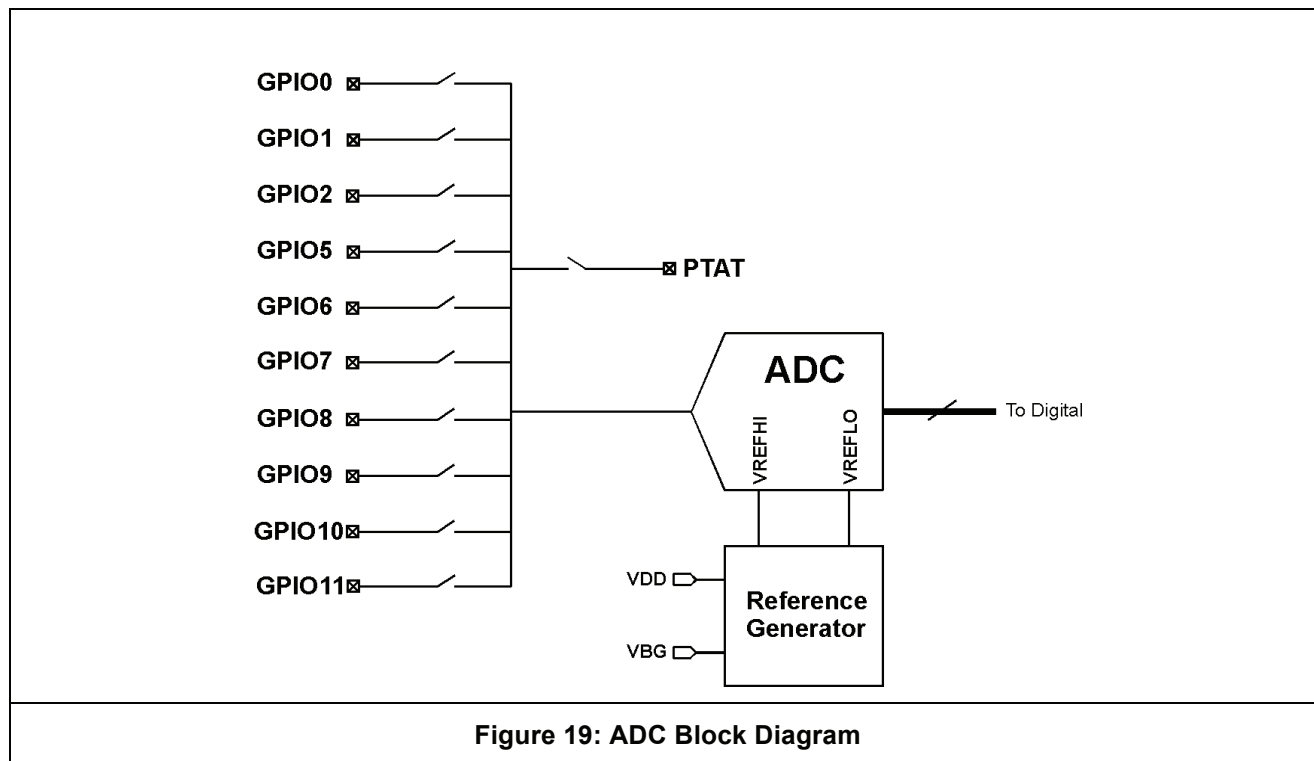 GPIO0
GPIO1
GPIO2
GPIO5
PTAT
GPIO6
GPIO7
ADC
GPIO8
To Digital
VREFHI
VREFLO
GPIO9
GPIO10
GPIO11
VDD
Reference
Generator
VBG
Figure 19: ADC Block Diagram